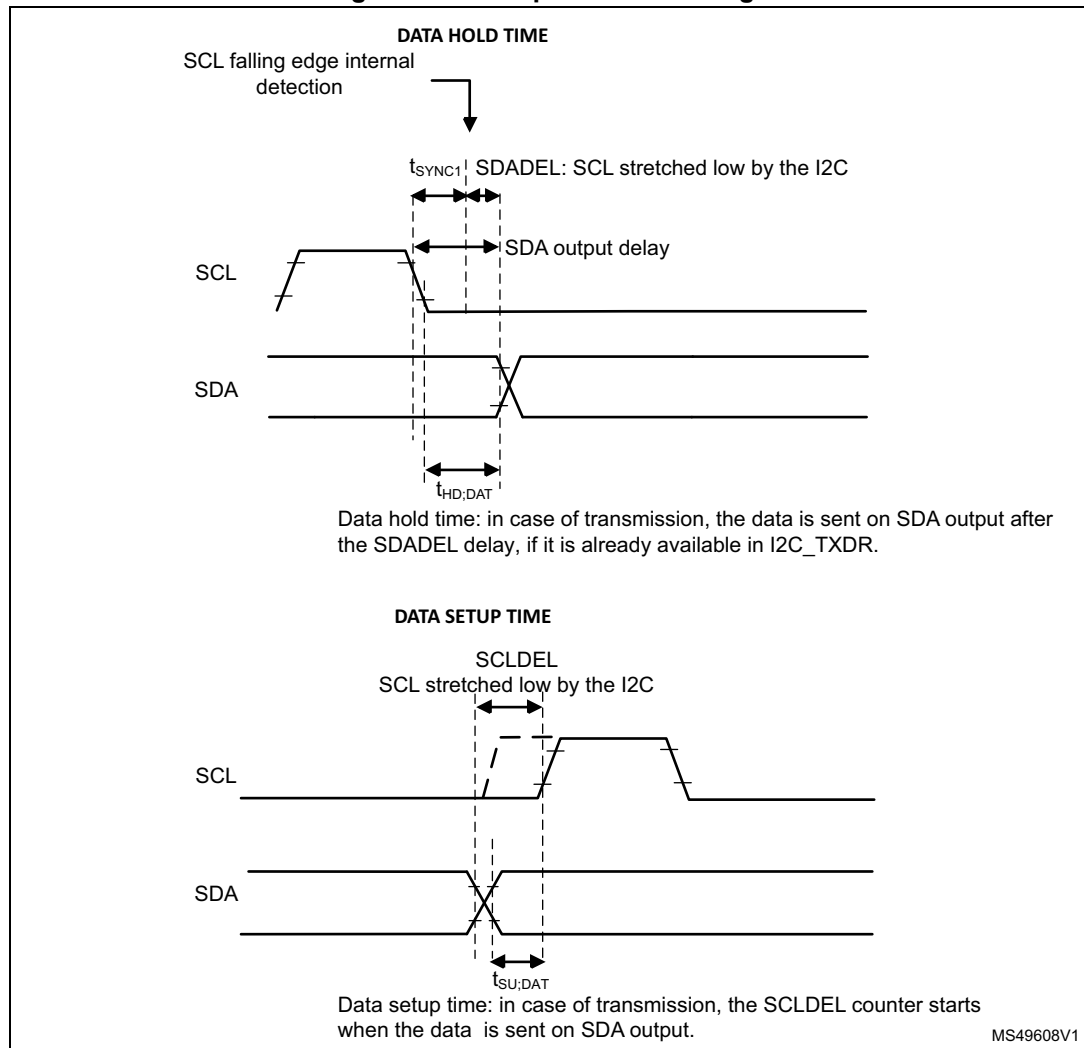 DATA HOLD TIME
SCL falling edge internal
detection
tSYNC1
SDADEL: SCL stretched low by the I2C
SDA output delay
SCL
SDA
tHD;DAT
Data hold time: in case of transmission, the data is sent on SDA output after
the SDADEL delay, if it is already available in I2C_TXDR.
DATA SETUP TIME
SCLDEL
SCL stretched low by the I2C
SCL
SDA
tSU;DAT
Data setup time: in case of transmission, the SCLDEL counter starts
when the data is sent on SDA output.
MS49608V1